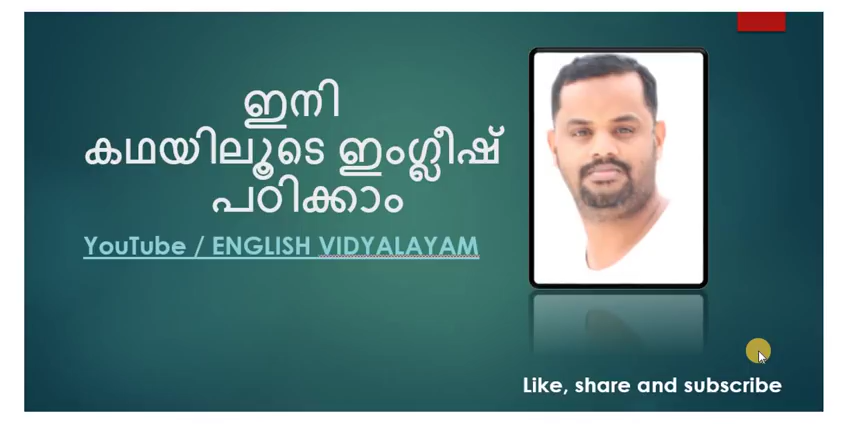 ഇനി
കഥയിലൂടെ ഇംഗ്ലീഷ്
പഠിക്കാം
YouTube / ENGLISH VIDYALAYAM
Like, share and subscribe